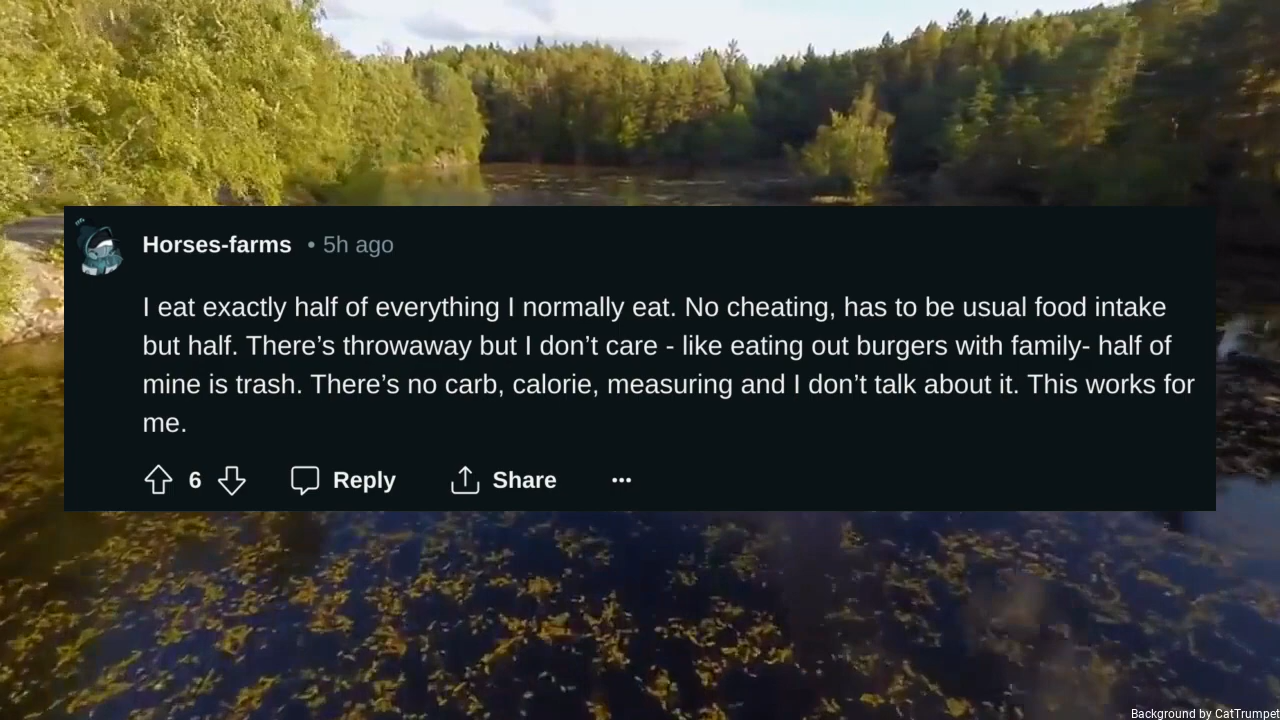 Horses-farms • 5h ago
I eat exactly half of everything I normally eat. No cheating, has to be usual food intake
but half. There’s throwaway but I don’t care - like eating out burgers with family- half of
mine is trash. There’s no carb, calorie, measuring and I don’t talk about it. This works for
me.
6 Reply Share ...
Background by CatTrumpet